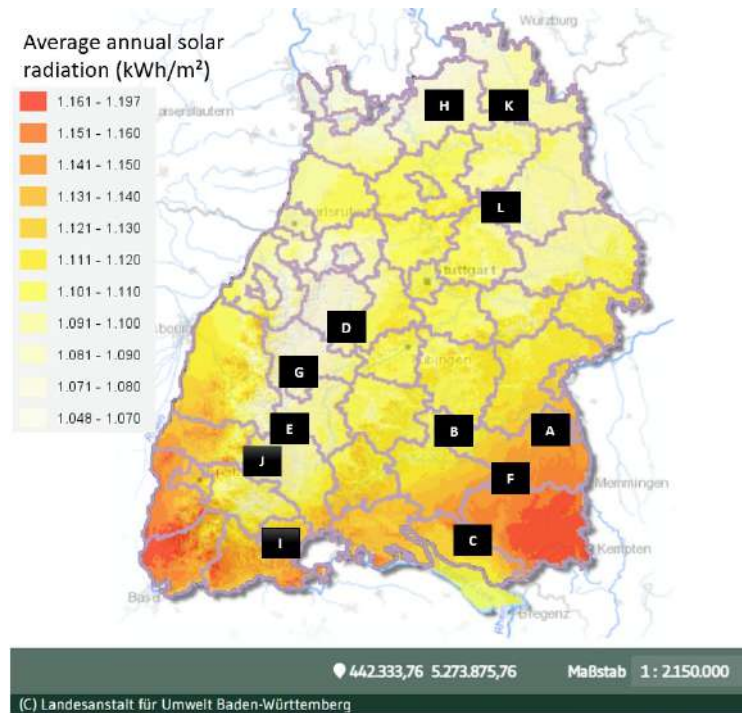 Würzburg
Average annual solar
radiation (kWh/m²)
1.161 - 1.197
1.151 - 1.160
1.141 - 1.150
1.131 - 1.140
1.121 - 1.130
1.111 - 1.120
1.101 - 1.110
1.091 - 1.100
1.081 - 1.090
1.071 - 1.080
1.048 - 1.070
aiserslautern
H
K
L
Stuttgart
D
G
E
B
A
J
F
Memmingen
I
C
Kempten
Basel
Bregenz
442.333,76 5.273.875,76 Maßstab 1 : 2.150.000
(C) Landesanstalt für Umwelt Baden-Württemberg